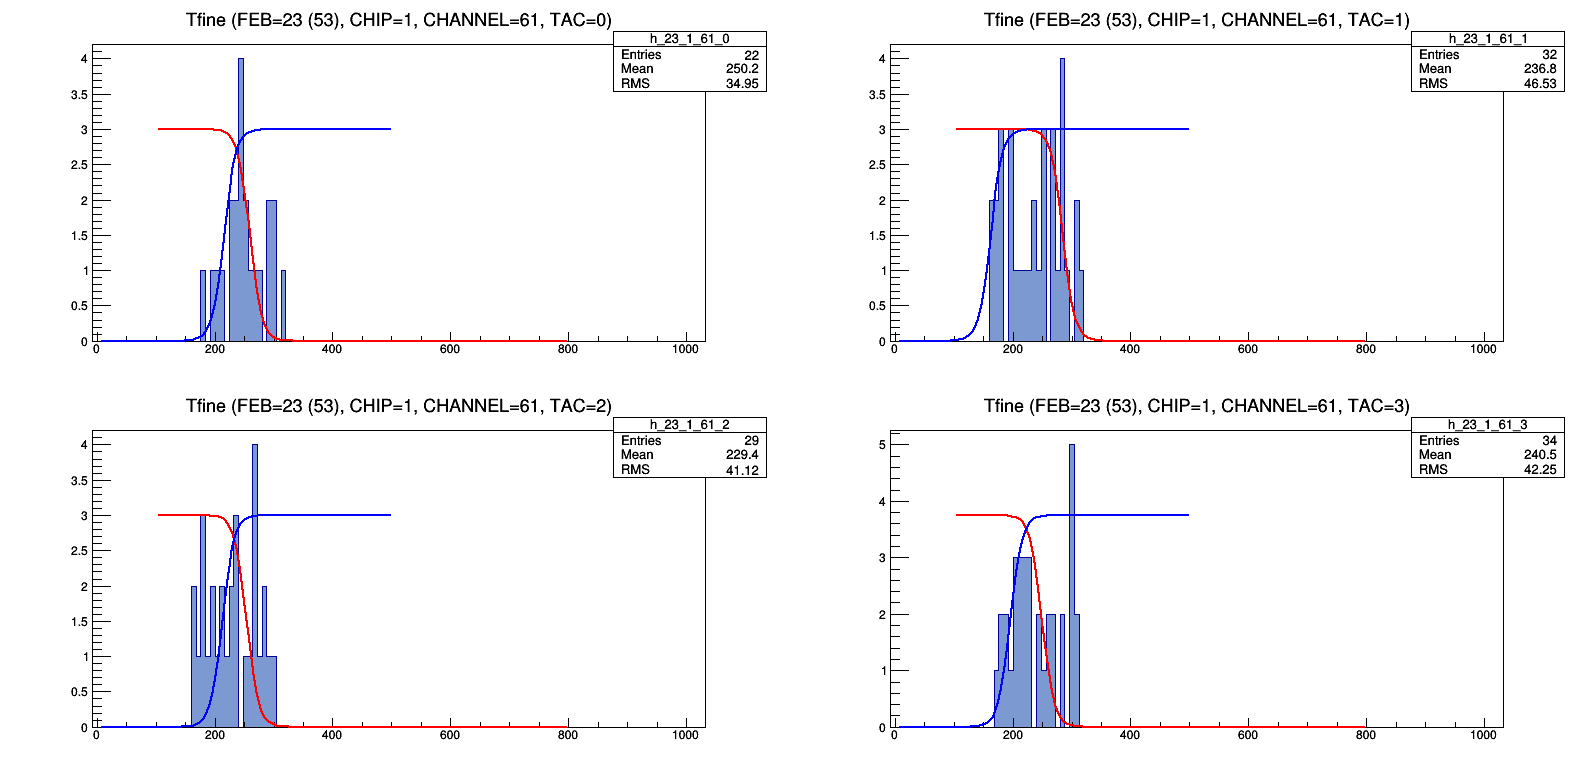 Tfine (FEB=23 (53), CHIP=1, CHANNEL=61, TAC=0)
h_23_1_61_0
Entries 22
Mean 250.2
RMS 34.95
4
3.5
3
2.5
2
1.5
1
0.5
0
0 200 400 600 800 1000
Tfine (FEB=23 (53), CHIP=1, CHANNEL=61, TAC=1)
h_23_1_61_1
Entries 32
Mean 236.8
RMS 46.53
4
3.5
3
2.5
2
1.5
1
0.5
0
0 200 400 600 800 1000
Tfine (FEB=23 (53), CHIP=1, CHANNEL=61, TAC=2)
h_23_1_61_2
Entries 29
Mean 229.4
RMS 41.12
4
3.5
3
2.5
2
1.5
1
0.5
0
0 200 400 600 800 1000
Tfine (FEB=23 (53), CHIP=1, CHANNEL=61, TAC=3)
h_23_1_61_3
Entries 34
Mean 240.5
RMS 42.25
5
4
3
2
1
0
0 200 400 600 800 1000